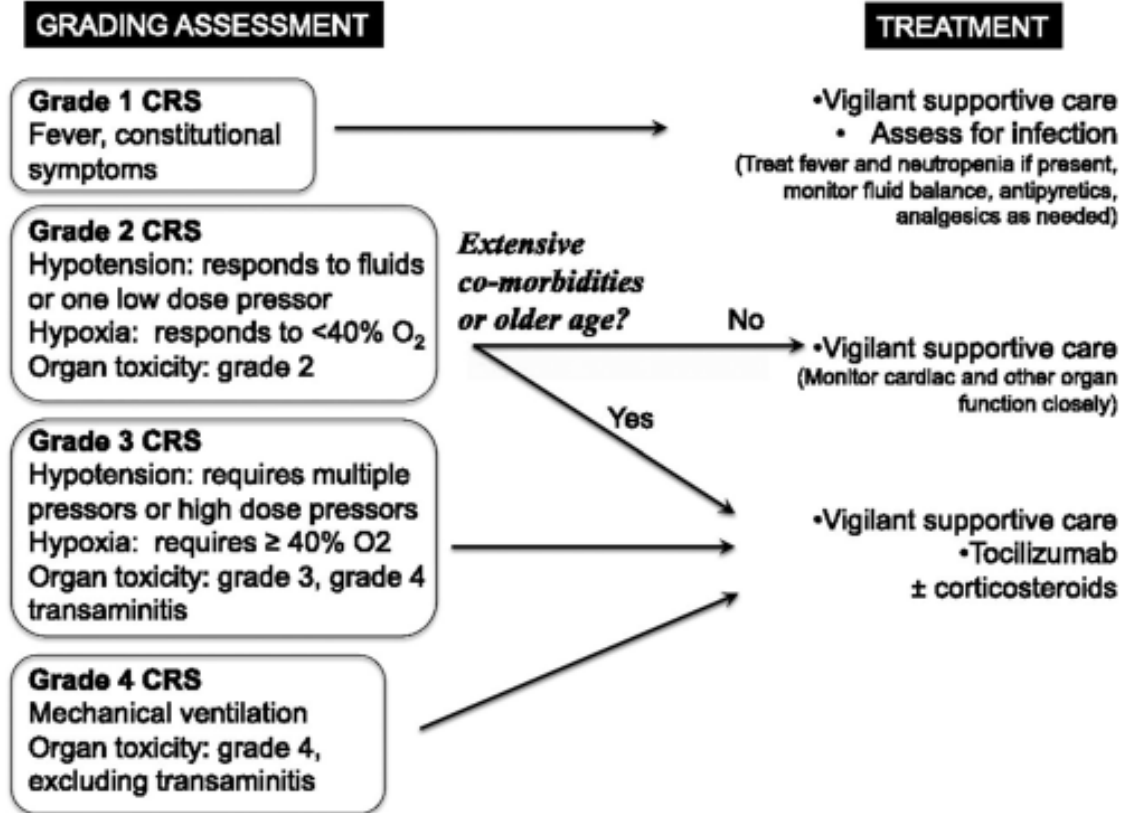 GRADING ASSESSMENT
TREATMENT
Grade 1 CRS
Fever, constitutional
symptoms
•Vigilant supportive care
• Assess for infection
(Treat fever and neutropenia if present,
monitor fluid balance, antipyretics,
analgesics as needed)
Grade 2 CRS
Hypotension: responds to fluids
or one low dose pressor
Hypoxia: responds to <40% O₂
Organ toxicity: grade 2
Extensive
co-morbidities
or older age?
No
Yes
•Vigilant supportive care
(Monitor cardiac and other organ
function closely)
Grade 3 CRS
Hypotension: requires multiple
pressors or high dose pressors
Hypoxia: requires ≥ 40% O2
Organ toxicity: grade 3, grade 4
transaminitis
•Vigilant supportive care
•Tocilizumab
± corticosteroids
Grade 4 CRS
Mechanical ventilation
Organ toxicity: grade 4,
excluding transaminitis